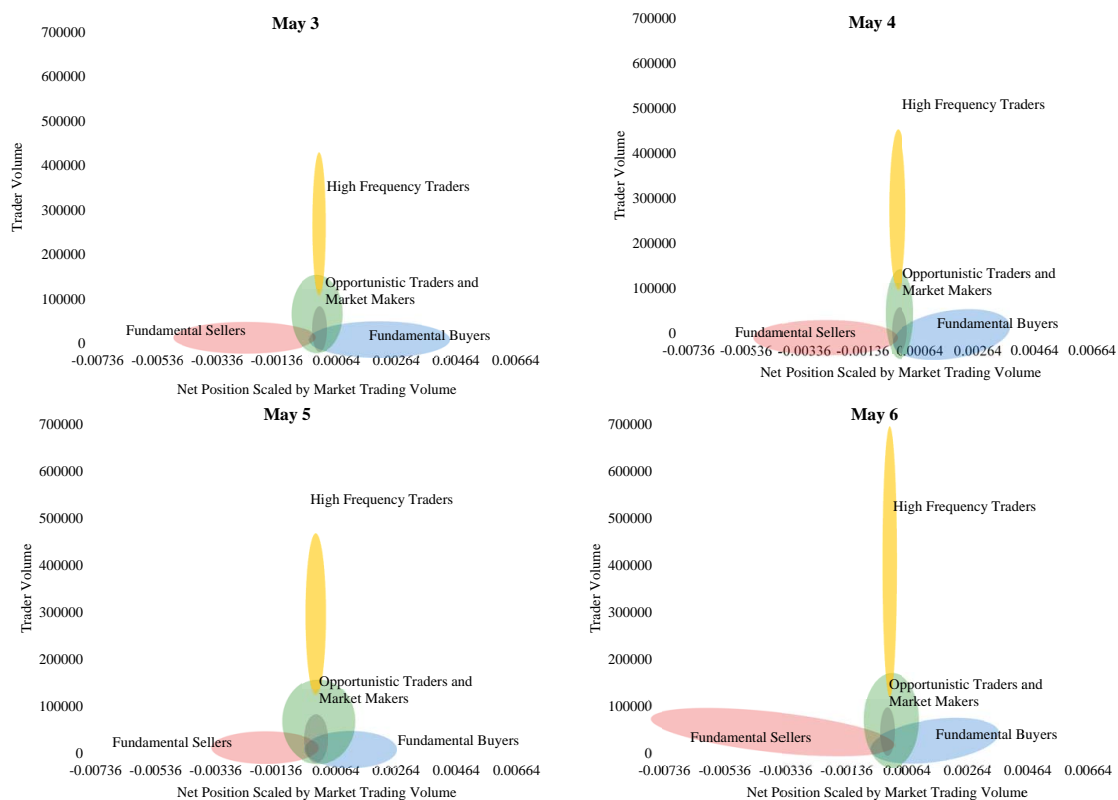 May 3
700000
600000
500000
400000
300000
200000
100000
0
Trader Volume
High Frequency Traders
Opportunistic Traders and
Market Makers
Fundamental Sellers
Fundamental Buyers
-0.00736 -0.00536 -0.00336 -0.00136 0.00064 0.00264 0.00464 0.00664
Net Position Scaled by Market Trading Volume
May 4
700000
600000
500000
400000
300000
200000
100000
0
Trader Volume
High Frequency Traders
Opportunistic Traders and
Market Makers
Fundamental Buyers
Fundamental Sellers
-0.00736 -0.00536 -0.00336 -0.00136 0.00064 0.00264 0.00464 0.00664
Net Position Scaled by Market Trading Volume
May 5
700000
600000
500000
400000
300000
200000
100000
0
Trader Volume
High Frequency Traders
Opportunistic Traders and
Market Makers
Fundamental Sellers
Fundamental Buyers
-0.00736 -0.00536 -0.00336 -0.00136 0.00064 0.00264 0.00464 0.00664
Net Position Scaled by Market Trading Volume
May 6
700000
600000
500000
400000
300000
200000
100000
0
Trader Volume
High Frequency Traders
Opportunistic Traders and
Market Makers
Fundamental Sellers
Fundamental Buyers
-0.00736 -0.00536 -0.00336 -0.00136 0.00064 0.00264 0.00464 0.00664
Net Position Scaled by Market Trading Volume